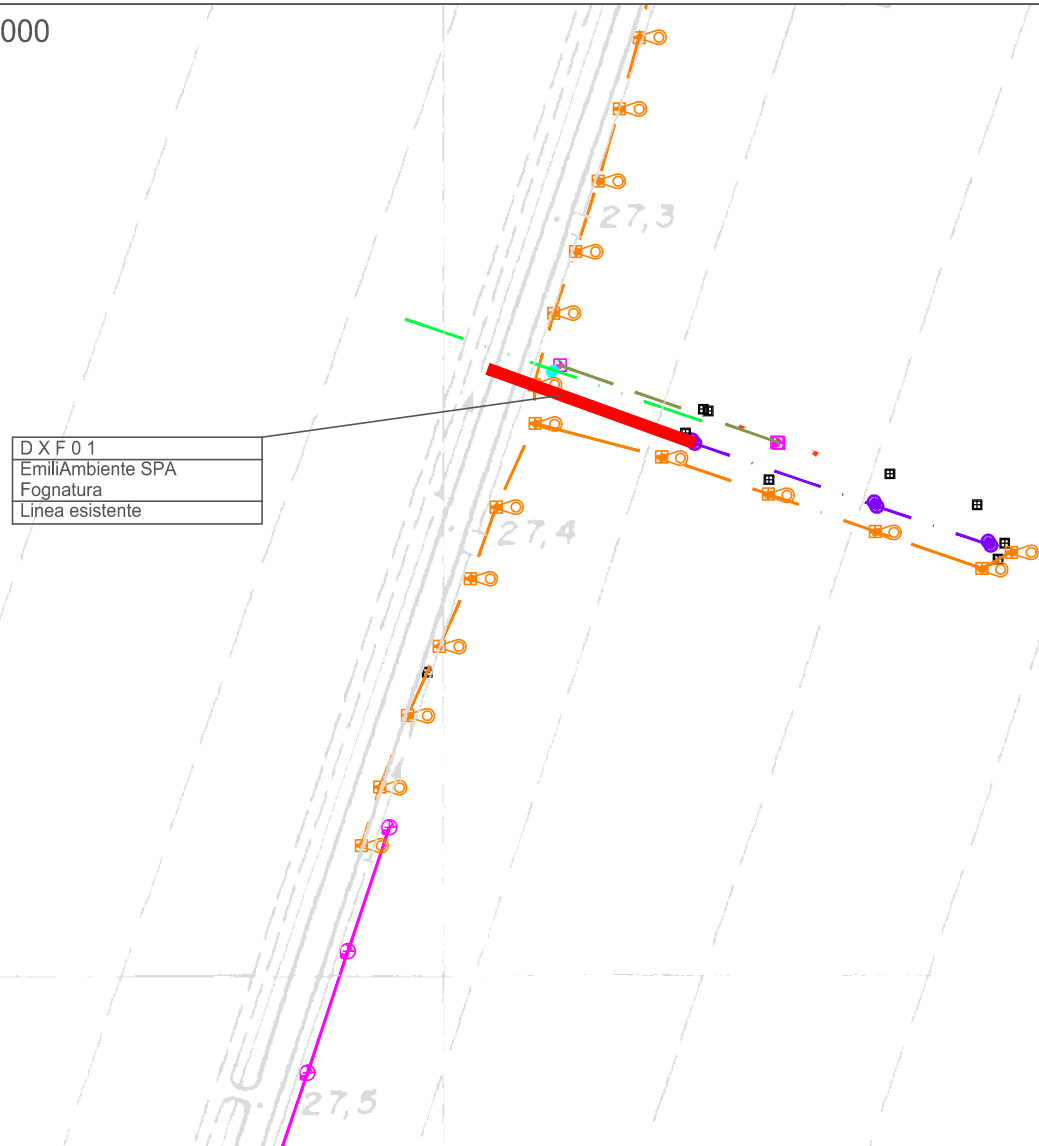 000
27,3
D X F 0 1
EmiliAmbiente SPA
Fognatura
Linea esistente
27,4
27,5